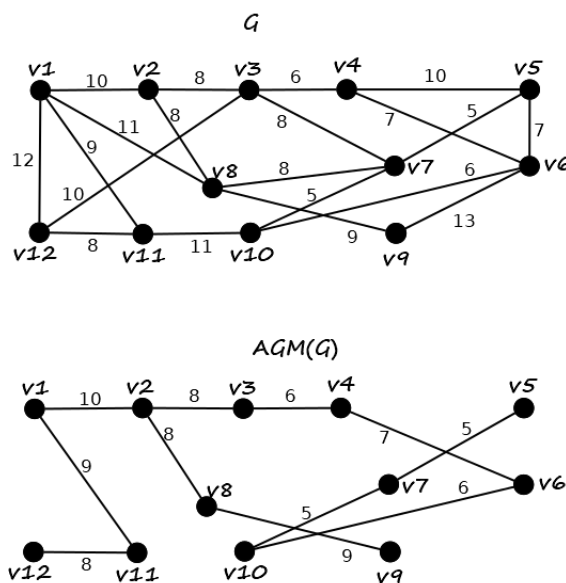 G
v1 10 v2 8 v3 6 v4 10 v5
12 9 11 8 8 7 5 7
10 v8 8 5 v7 6 v6
v12 8 v11 11 v10 9 v9 13
AGM(G)
v1 10 v2 8 v3 6 v4 v5
9 8 7 5
v8 5 v7 6 v6
v12 8 v11 v10 9 v9